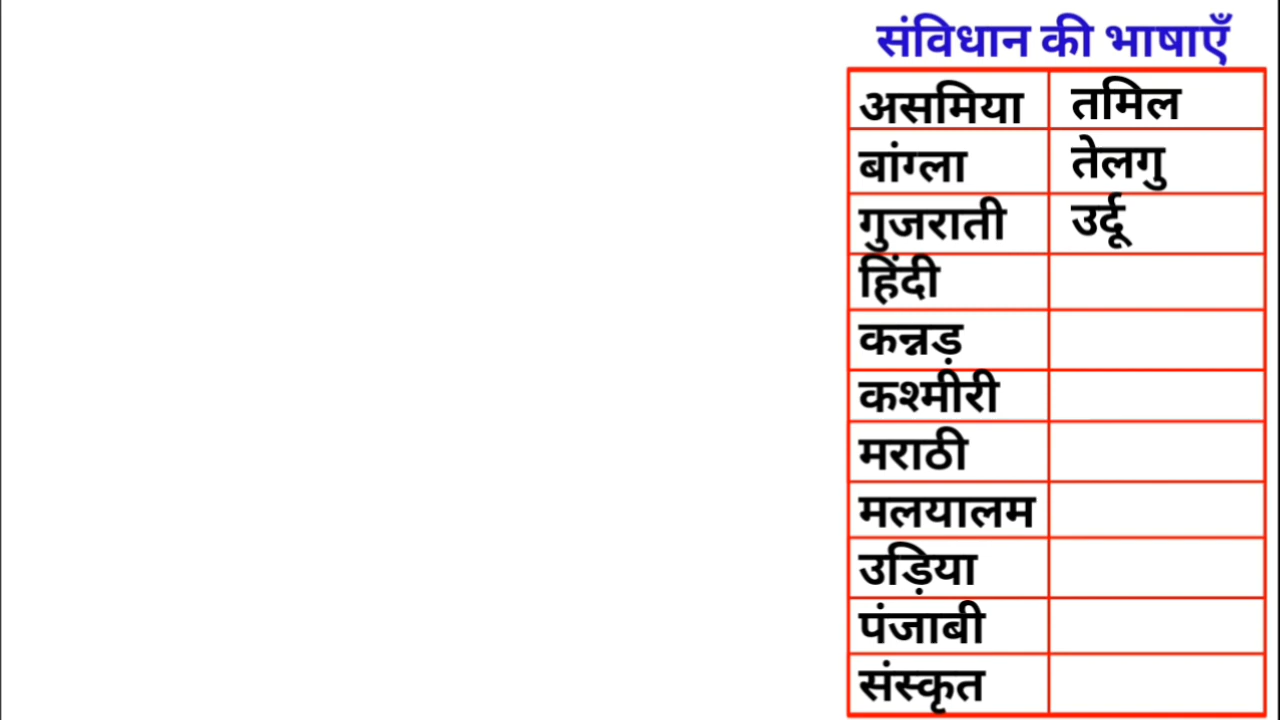 संविधान की भाषाएँ
असमिया तमिल
बांग्ला तेलगु
गुजराती उर्दू
हिंदी
कन्नड़
कश्मीरी
मराठी
मलयालम
उड़िया
पंजाबी
संस्कृत